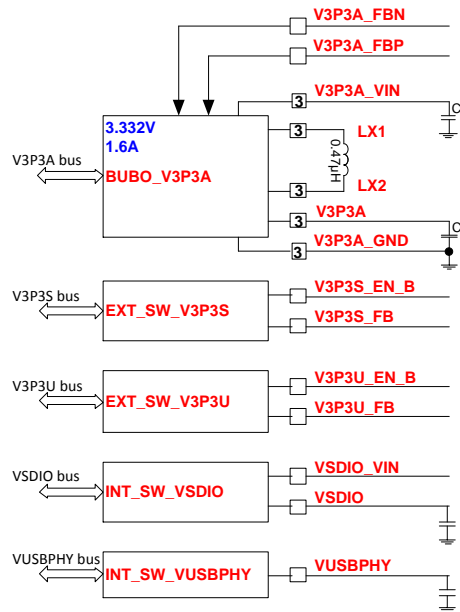 V3P3A_FBN
V3P3A_FBP
V3P3A_VIN
3
C
3.332V
1.6A
BUBO_V3P3A
V3P3A bus
3
LX1
0.47µH
3
LX2
3
V3P3A
C
3
V3P3A_GND
V3P3S bus
EXT_SW_V3P3S
V3P3S_EN_B
V3P3S_FB
V3P3U bus
EXT_SW_V3P3U
V3P3U_EN_B
V3P3U_FB
VSDIO bus
INT_SW_VSDIO
VSDIO_VIN
VSDIO
VUSBPHY bus
INT_SW_VUSBPHY
VUSBPHY